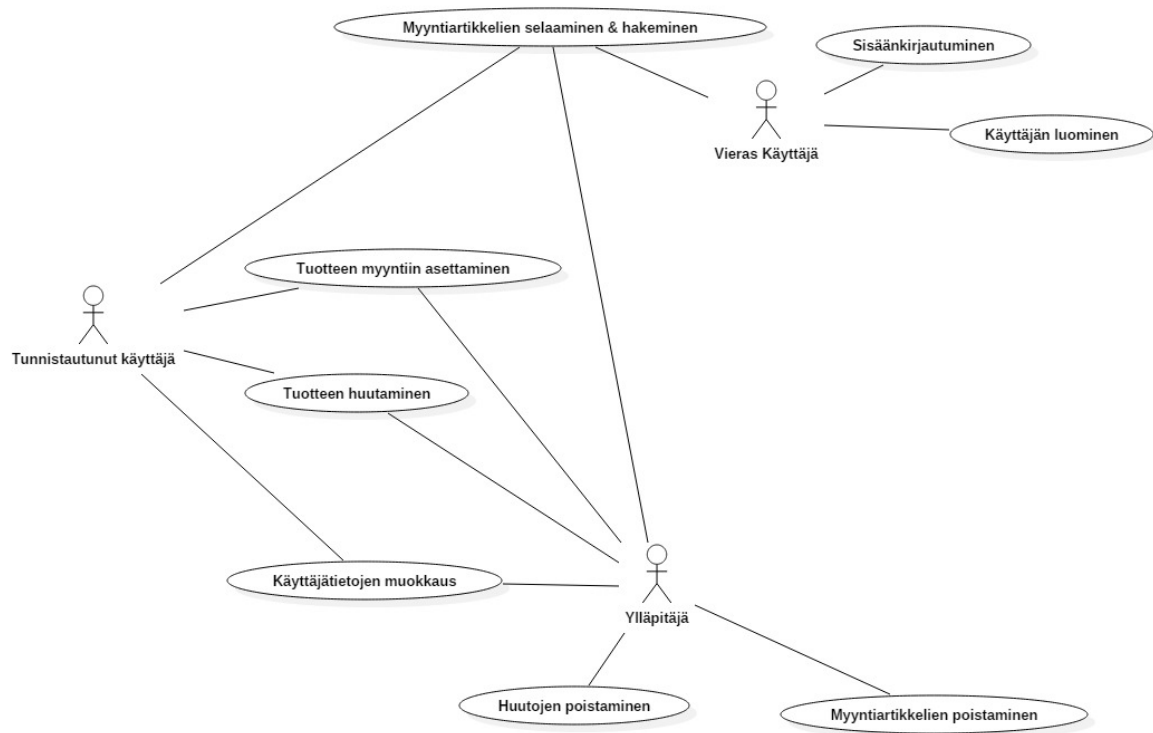 Myyntiartikkelien selaaminen & hakeminen
Sisäänkirjautuminen
Käyttäjän luominen
Vieras Käyttäjä
Tuotteen myyntiin asettaminen
Tunnistautunut käyttäjä
Tuotteen huutaminen
Käyttäjätietojen muokkaus
Ylläpitäjä
Huutojen poistaminen
Myyntiartikkelien poistaminen